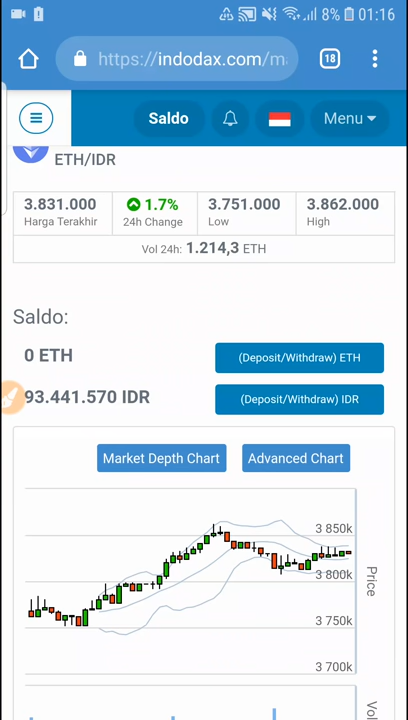 8% 01:16
https://indodax.com/m
18
Saldo
Menu
ETH/IDR
3.831.000 1.7% 3.751.000 3.862.000
Harga Terakhir 24h Change Low High
Vol 24h: 1.214,3 ETH
Saldo:
0 ETH (Deposit/Withdraw) ETH
93.441.570 IDR (Deposit/Withdraw) IDR
Market Depth Chart Advanced Chart
3 850k
3 800k
Price
3 750k
3 700k
Vol